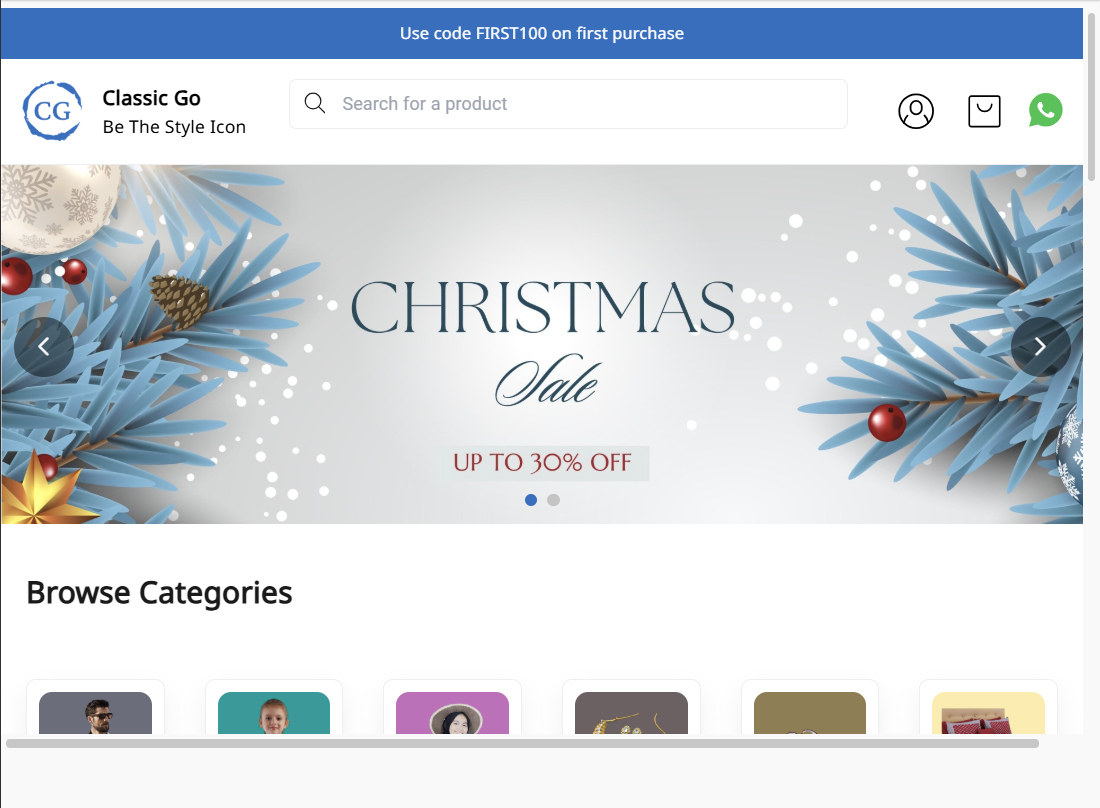 Use code FIRST100 on first purchase
CG
Classic Go
Be The Style Icon
Search for a product
CHRISTMAS
Sale
UP TO 30% OFF
Browse Categories